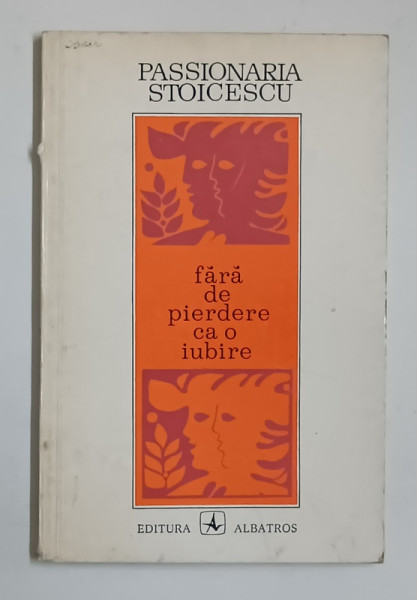 PASSIONARIA
STOICESCU
fără
de
pierdere
ca o
iubire
EDITURA ALBATROS